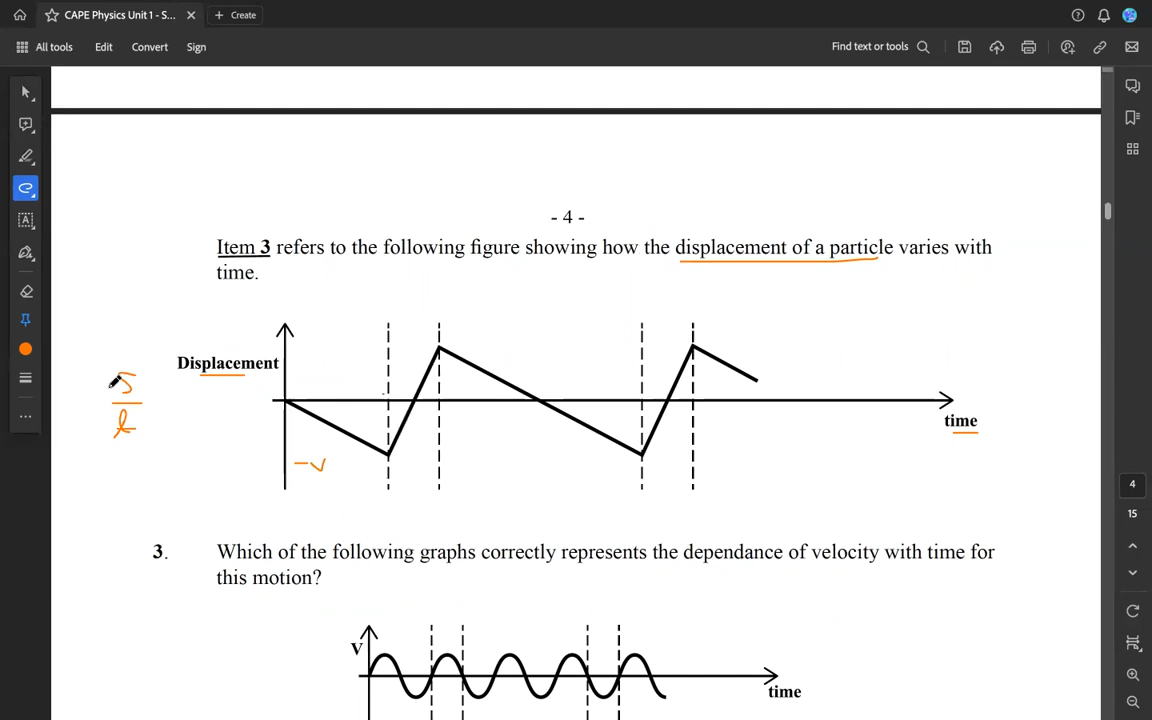 CAPE Physics Unit 1 - S...
Create
All tools
Edit
Convert
Sign
Find text or tools
- 4 -
Item 3 refers to the following figure showing how the displacement of a particle varies with
time.
Displacement
s
t
time
-v
4
15
3.
Which of the following graphs correctly represents the dependance of velocity with time for
this motion?
V
time